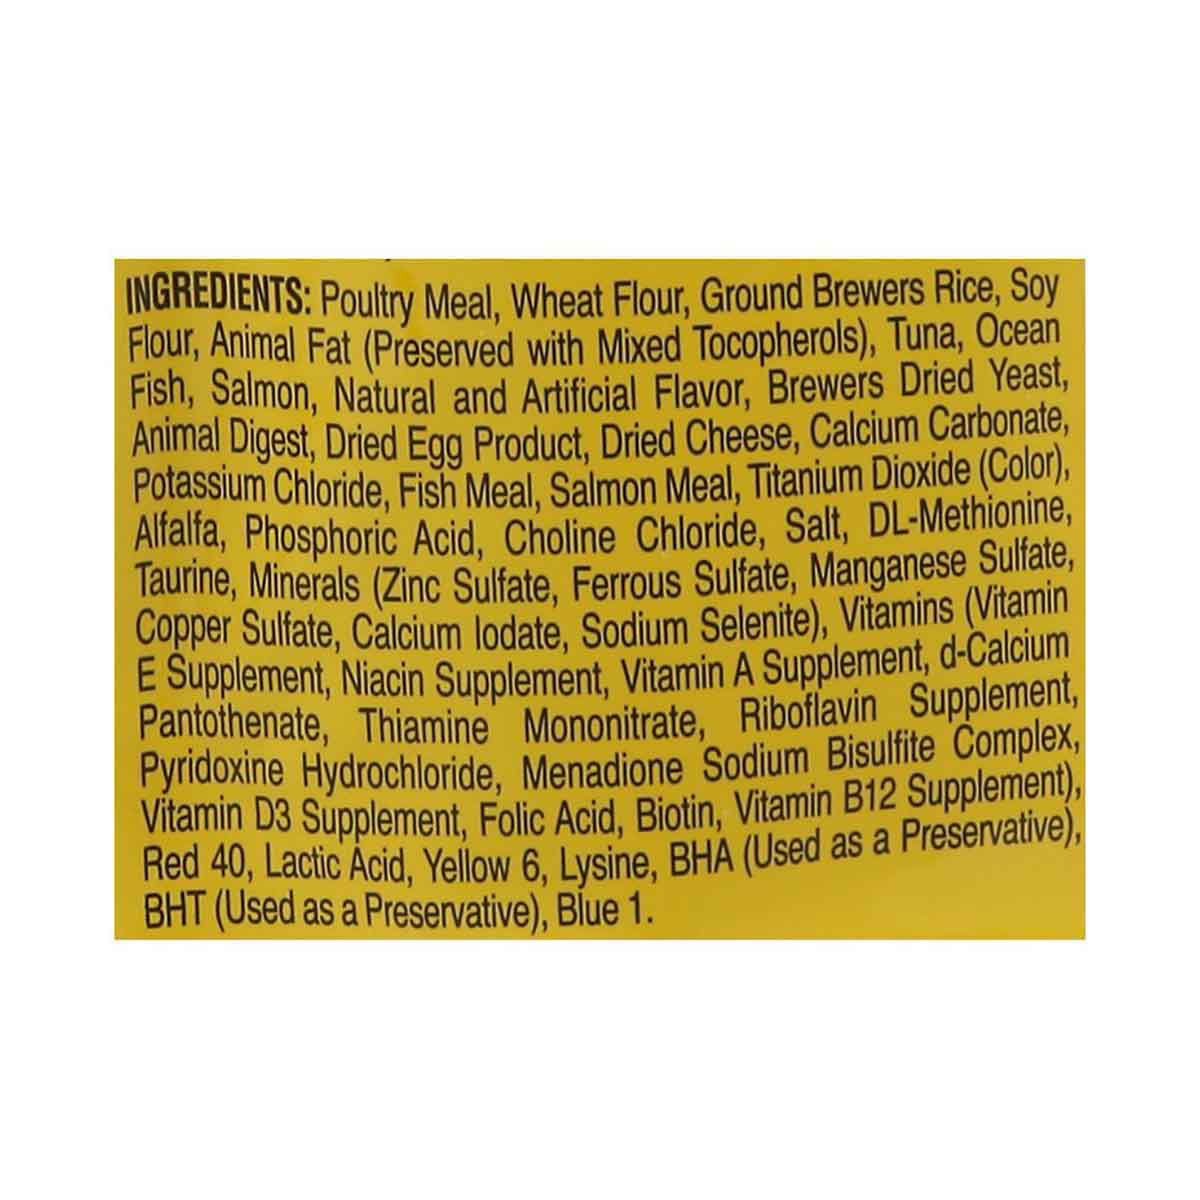 INGREDIENTS: Poultry Meal, Wheat Flour, Ground Brewers Rice, Soy
Flour, Animal Fat (Preserved with Mixed Tocopherols), Tuna, Ocean
Fish, Salmon, Natural and Artificial Flavor, Brewers Dried Yeast,
Animal Digest, Dried Egg Product, Dried Cheese, Calcium Carbonate,
Potassium Chloride, Fish Meal, Salmon Meal, Titanium Dioxide (Color),
Alfalfa, Phosphoric Acid, Choline Chloride, Salt, DL-Methionine,
Taurine, Minerals (Zinc Sulfate, Ferrous Sulfate, Manganese Sulfate,
Copper Sulfate, Calcium Iodate, Sodium Selenite), Vitamins (Vitamin
E Supplement, Niacin Supplement, Vitamin A Supplement, d-Calcium
Pantothenate, Thiamine Mononitrate, Riboflavin Supplement,
Pyridoxine Hydrochloride, Menadione Sodium Bisulfite Complex,
Vitamin D3 Supplement, Folic Acid, Biotin, Vitamin B12 Supplement),
Red 40, Lactic Acid, Yellow 6, Lysine, BHA (Used as a Preservative),
BHT (Used as a Preservative), Blue 1.